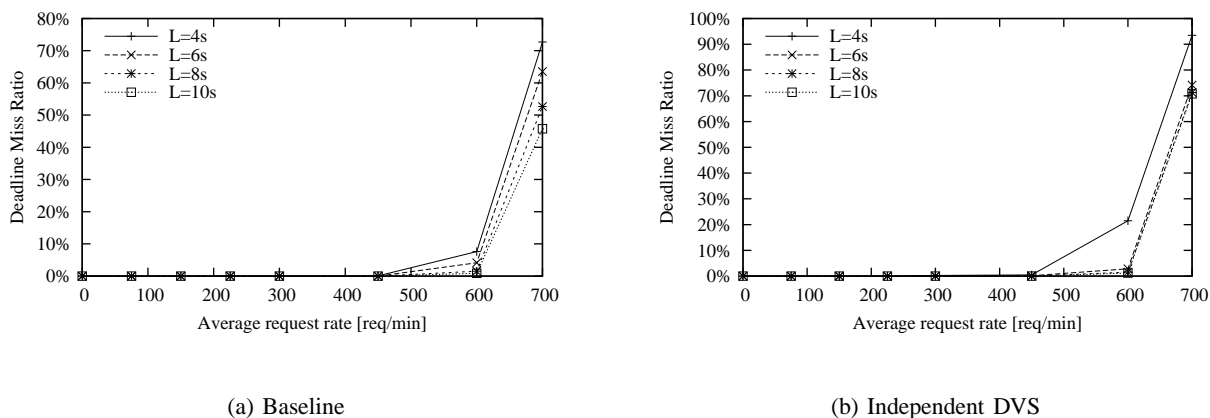 80%
70%
60%
50%
40%
30%
20%
10%
0%
Deadline Miss Ratio
L=4s
L=6s
L=8s
L=10s
0 100 200 300 400 500 600 700
Average request rate [req/min]
(a) Baseline
100%
90%
80%
70%
60%
50%
40%
30%
20%
10%
0%
Deadline Miss Ratio
L=4s
L=6s
L=8s
L=10s
0 100 200 300 400 500 600 700
Average request rate [req/min]
(b) Independent DVS